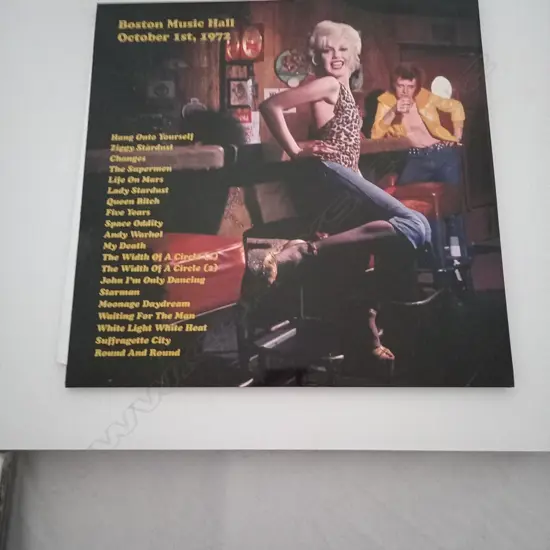 Boston Music Hall
October 1st, 1972
Hang Onto Yourself
Ziggy Stardust
Changes
The Supermen
Life On Mars
Lady Stardust
Queen Bitch
Five Years
Space Oddity
Andy Warhol
My Death
The Width Of A Circle (1)
The Width Of A Circle (2)
John I'm Only Dancing
Starman
Moonage Daydream
Waiting For The Man
White Light White Heat
Suffragette City
Round And Round